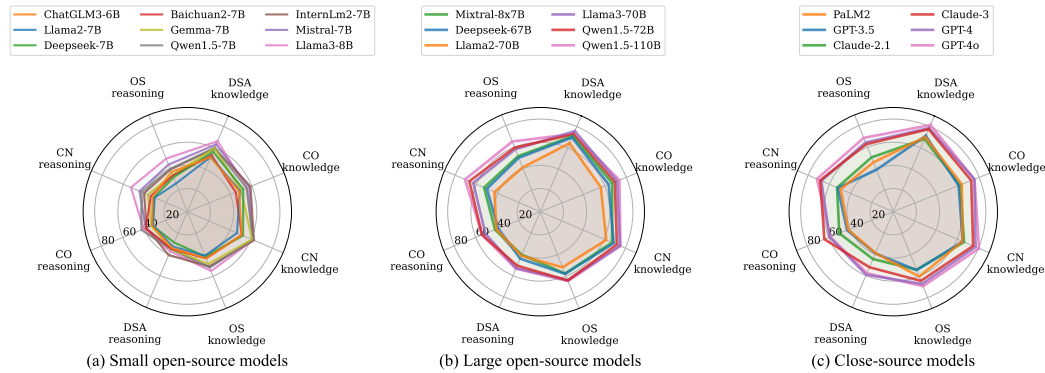 ChatGLM3-6B Baichuan2-7B InternLm2-7B
Llama2-7B Gemma-7B Mistral-7B
Deepseek-7B Qwen1.5-7B Llama3-8B
OS reasoning
DSA knowledge
CN reasoning
CO knowledge
20
40
60
80
CO reasoning
CN knowledge
DSA reasoning
OS knowledge
(a) Small open-source models
Mixtral-8x7B Llama3-70B
Deepseek-67B Qwen1.5-72B
Llama2-70B Qwen1.5-110B
OS reasoning
DSA knowledge
CN reasoning
CO knowledge
20
40
60
80
CO reasoning
CN knowledge
DSA reasoning
OS knowledge
(b) Large open-source models
PaLM2 Claude-3
GPT-3.5 GPT-4
Claude-2.1 GPT-4o
OS reasoning
DSA knowledge
CN reasoning
CO knowledge
20
40
60
80
CO reasoning
CN knowledge
DSA reasoning
OS knowledge
(c) Close-source models